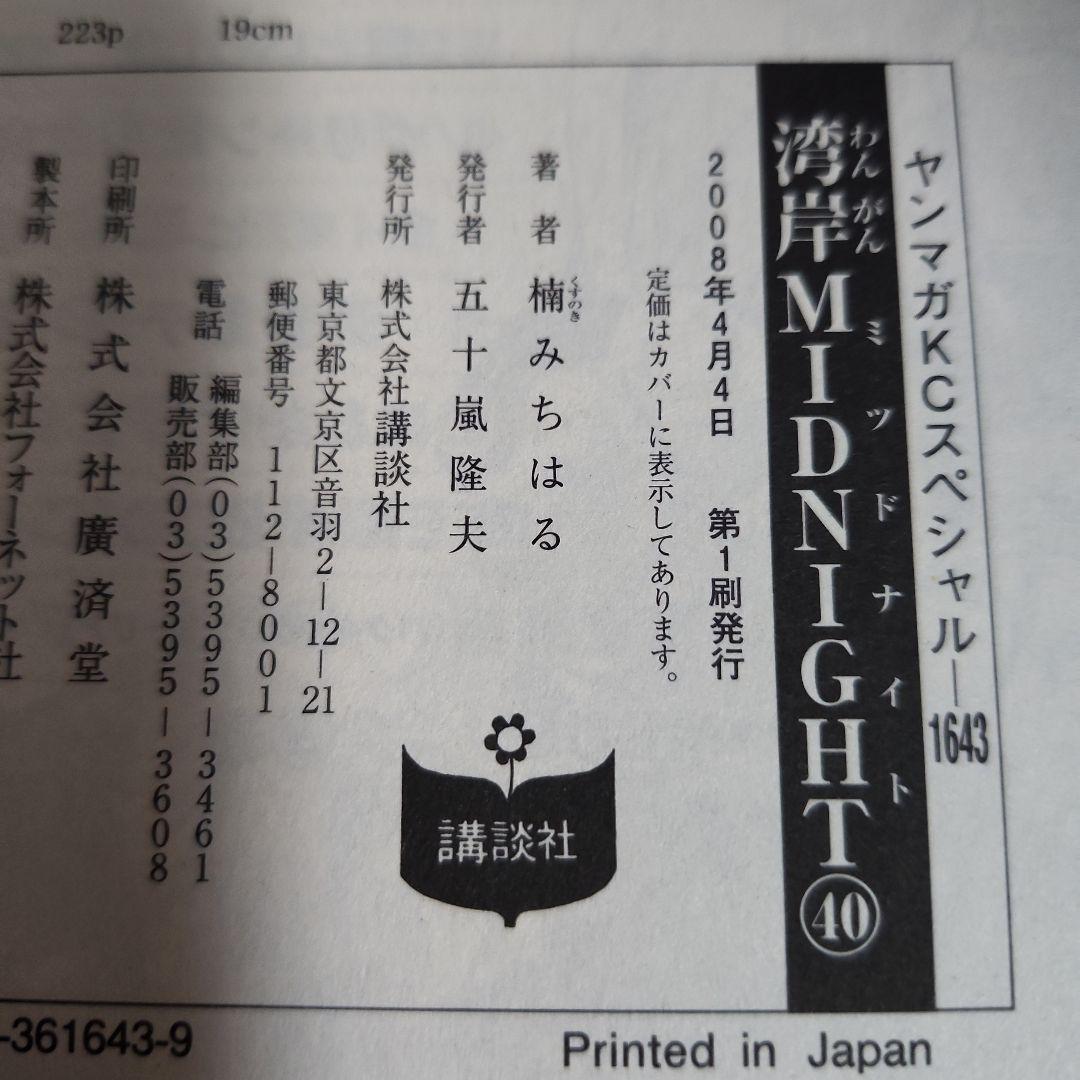 223p 19cm
ヤンマガKCスペシャル—1643
わんがんミッドナイト
湾岸MIDNIGHT㊵
2008年4月4日 第1刷発行
定価はカバーに表示してあります。
著者 楠みちはる
くすのき
発行者 五十嵐隆夫
発行所 株式会社講談社
東京都文京区音羽2—12—21
郵便番号 112—8001
電話 編集部(03)5395—3461
販売部(03)5395—3608
印刷所 株式会社廣済堂
製本所 株式会社フォーネット社
講談社
-361643-9
Printed in Japan